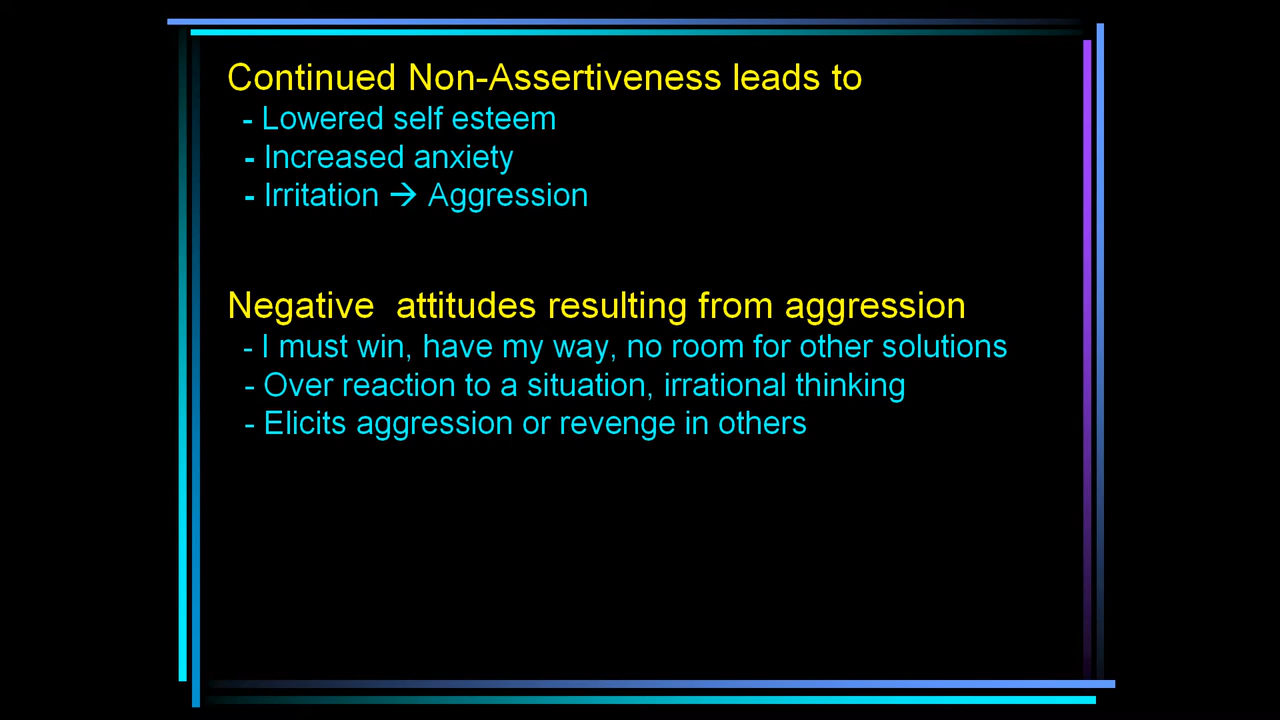 Continued Non-Assertiveness leads to
- Lowered self esteem
- Increased anxiety
- Irritation → Aggression
Negative  attitudes resulting from aggression
- I must win, have my way, no room for other solutions
- Over reaction to a situation, irrational thinking
- Elicits aggression or revenge in others